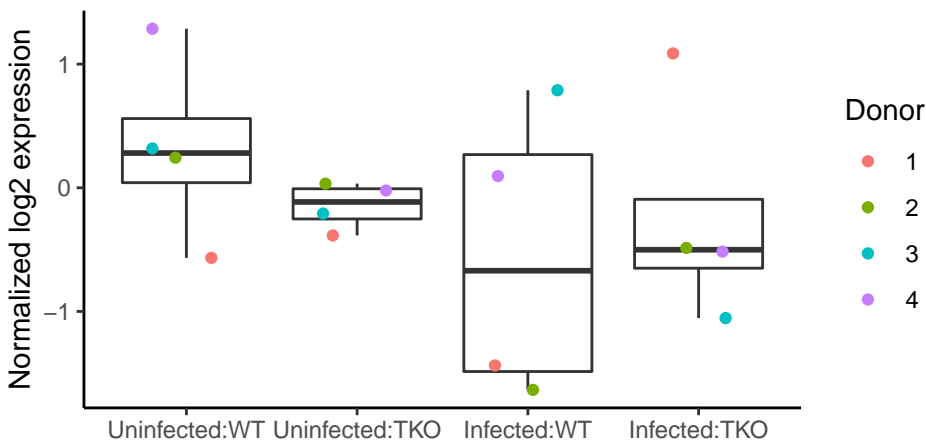 Normalized log2 expression
1
0
−1
Uninfected:WT
Uninfected:TKO
Infected:WT
Infected:TKO
Donor
1
2
3
4